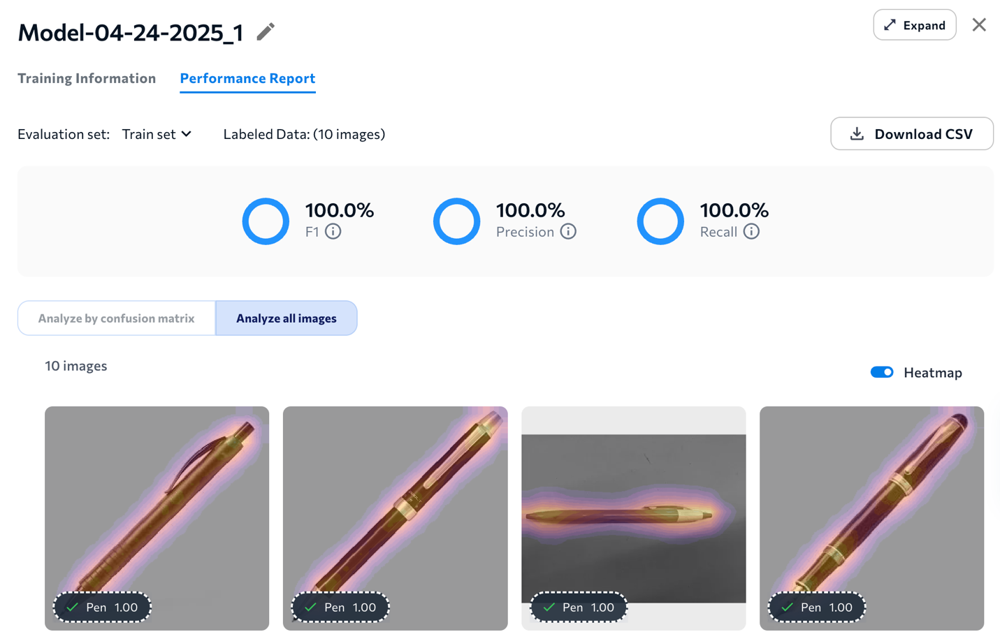 Model-04-24-2025_1
Expand
Training Information
Performance Report
Evaluation set:
Train set
Labeled Data: (10 images)
Download CSV
100.0%
F1
100.0%
Precision
100.0%
Recall
Analyze by confusion matrix
Analyze all images
10 images
Heatmap
Pen 1.00
Pen 1.00
Pen 1.00
Pen 1.00